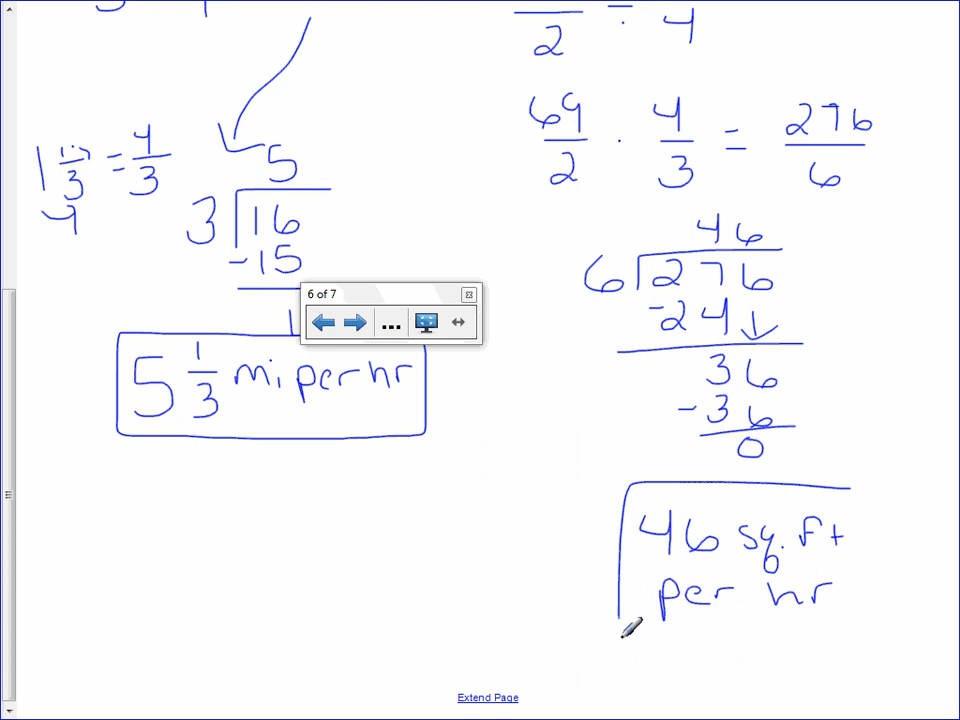 2 ÷ 4
69/2 · 4/3 = 276/6
1 1/3 = 4/3
4
5
3 16
-15
1
5 1/3 mi per hr
46
6 276
-24
36
-36
0
46 sq. ft
per hr
6 of 7
...
Extend Page